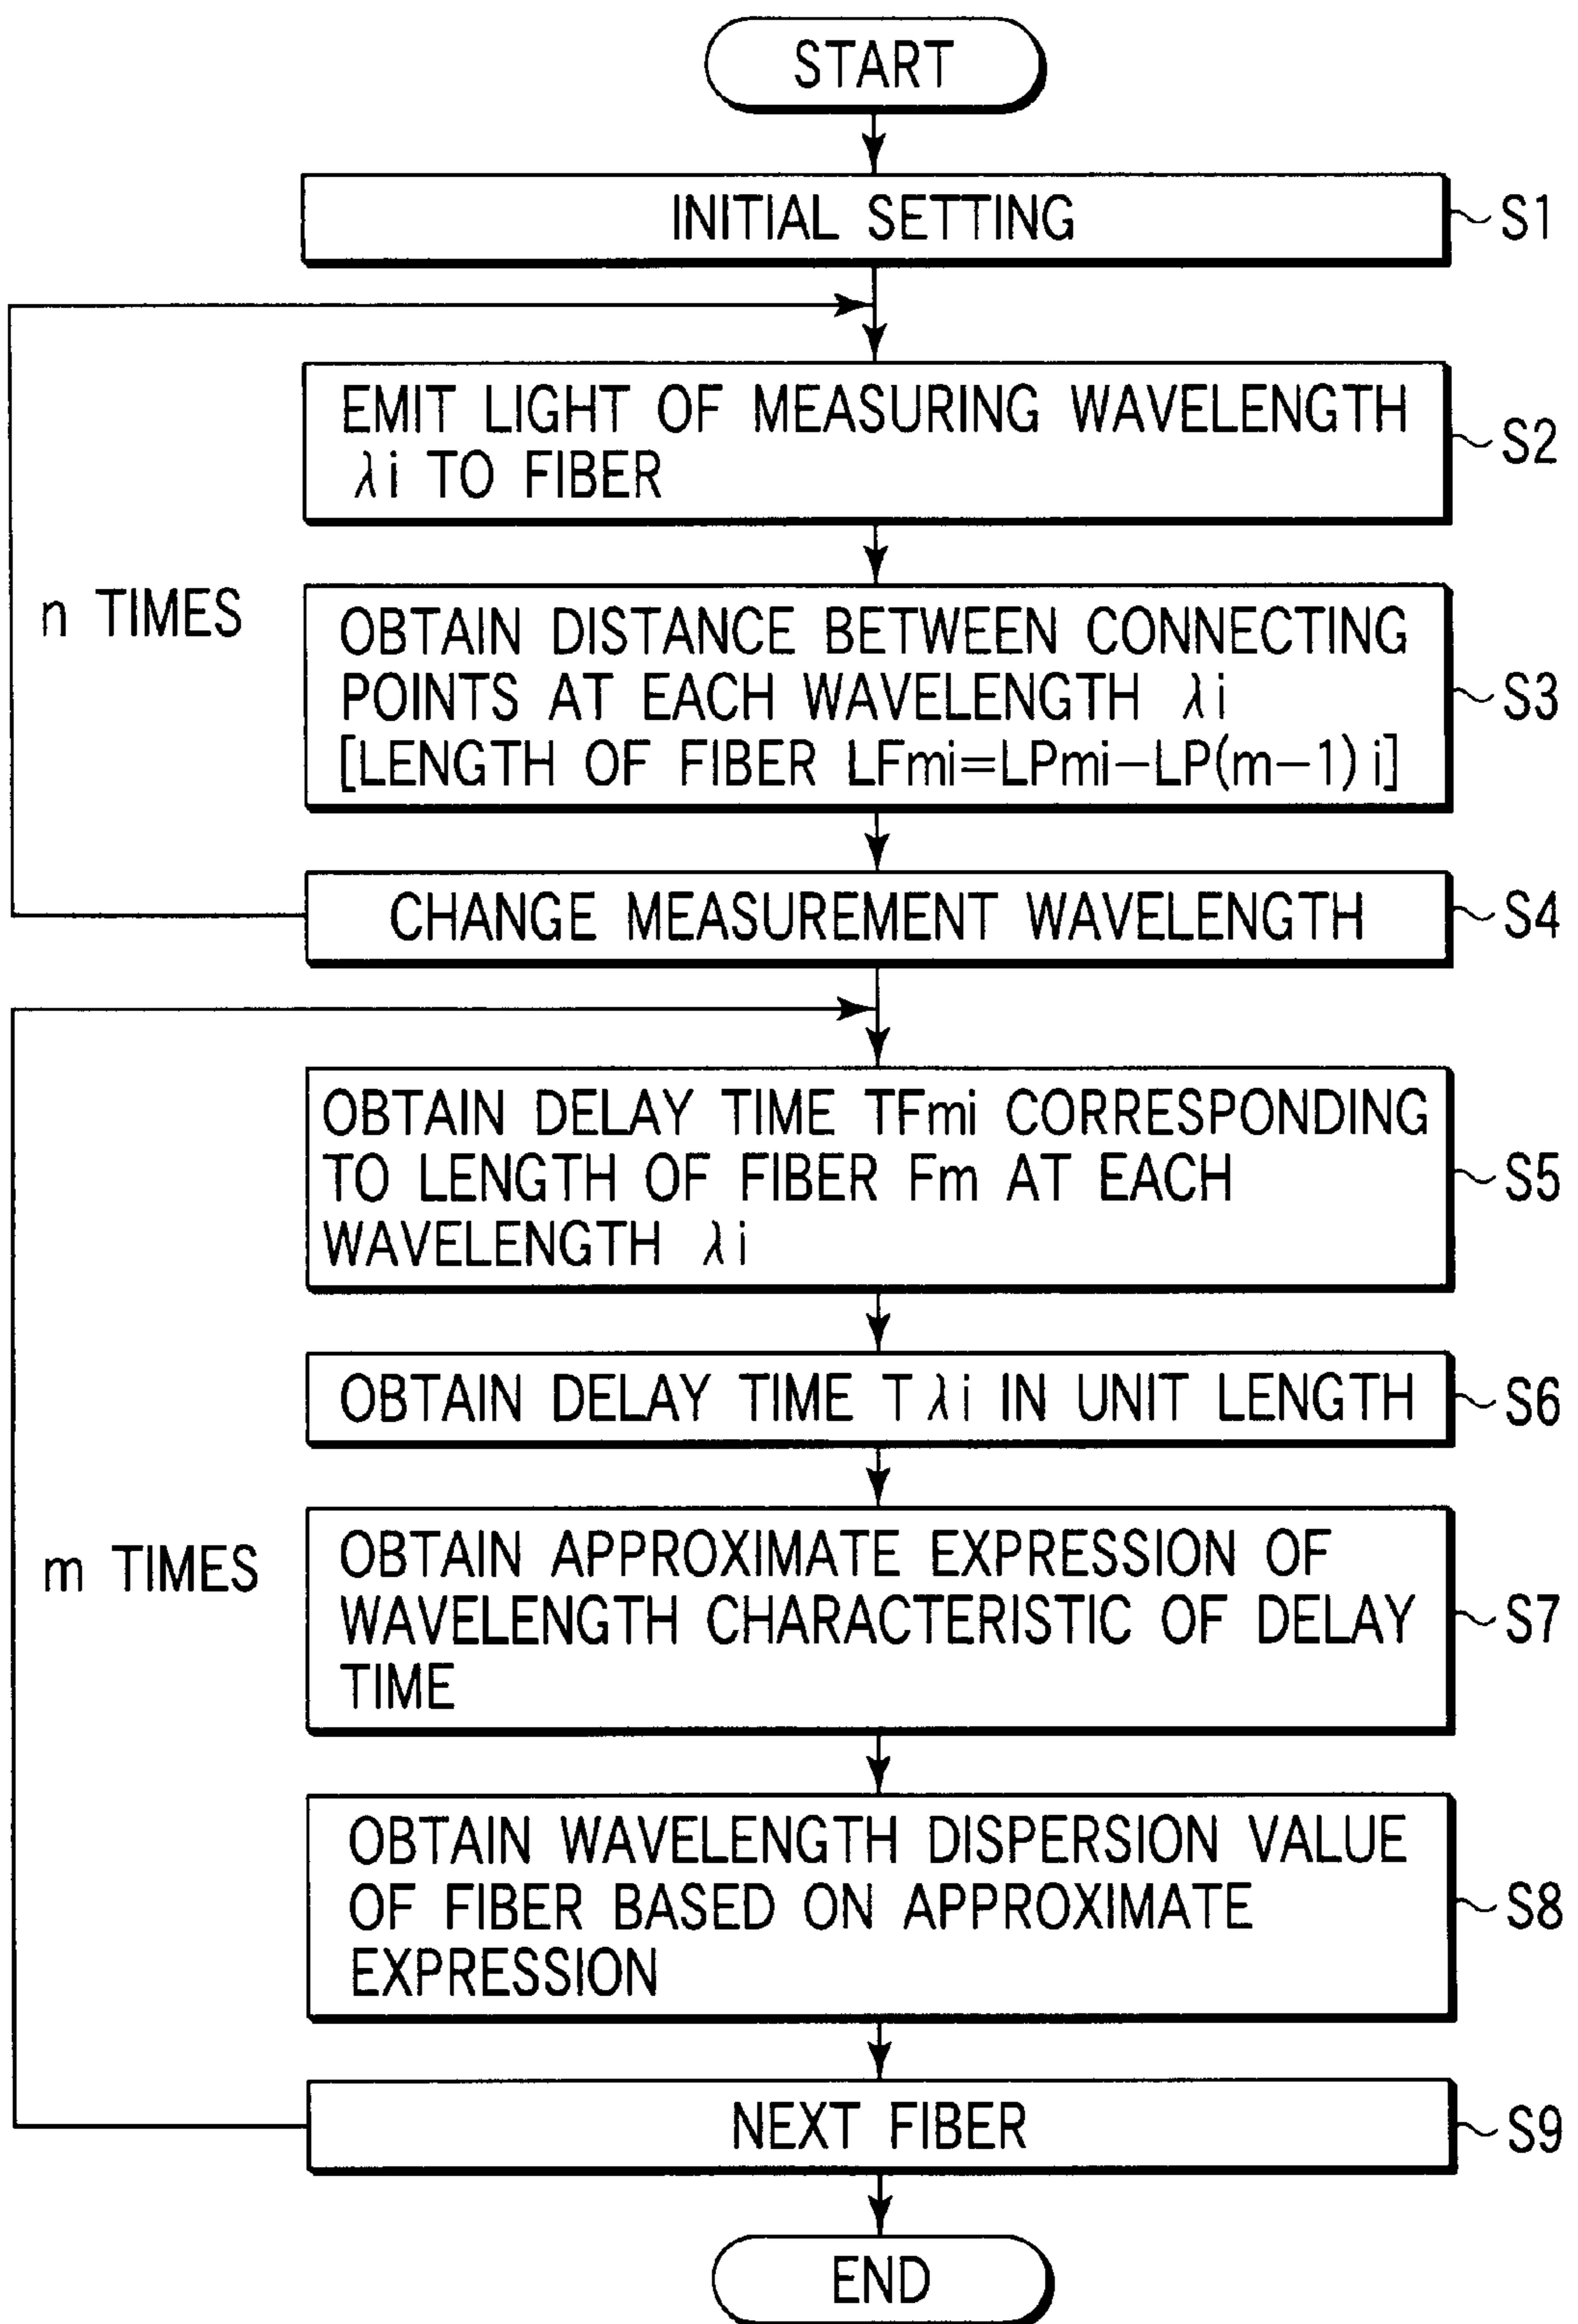 START
INITIAL SETTING
S1
EMIT LIGHT OF MEASURING WAVELENGTH
λi TO FIBER
S2
n TIMES
OBTAIN DISTANCE BETWEEN CONNECTING
POINTS AT EACH WAVELENGTH λi
[LENGTH OF FIBER LFmi=LPmi-LP(m-1)i]
S3
CHANGE MEASUREMENT WAVELENGTH
S4
OBTAIN DELAY TIME TFmi CORRESPONDING
TO LENGTH OF FIBER Fm AT EACH
WAVELENGTH λi
S5
OBTAIN DELAY TIME Tλi IN UNIT LENGTH
S6
m TIMES
OBTAIN APPROXIMATE EXPRESSION OF
WAVELENGTH CHARACTERISTIC OF DELAY
TIME
S7
OBTAIN WAVELENGTH DISPERSION VALUE
OF FIBER BASED ON APPROXIMATE
EXPRESSION
S8
NEXT FIBER
S9
END